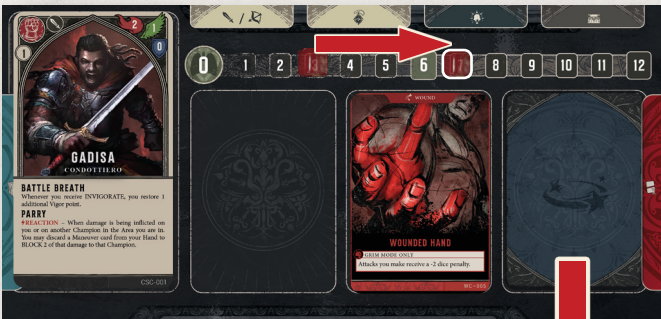 1
2
1
0
GADISA
CONDOTTIERO
BATTLE BREATH
Whenever you receive INVIGORATE, you restore 1
additional Vigor point.
PARRY
REACTION – When damage is being inflicted on
you or on another Champion in the Area you are in.
You may discard a Maneuver card from your Hand to
BLOCK 2 of that damage to that Champion.
CSC-001
/
0 1 2 3 4 5 6 7 8 9 10 11 12
WOUND
WOUNDED HAND
GRIM MODE ONLY
Attacks you make receive a -2 dice penalty.